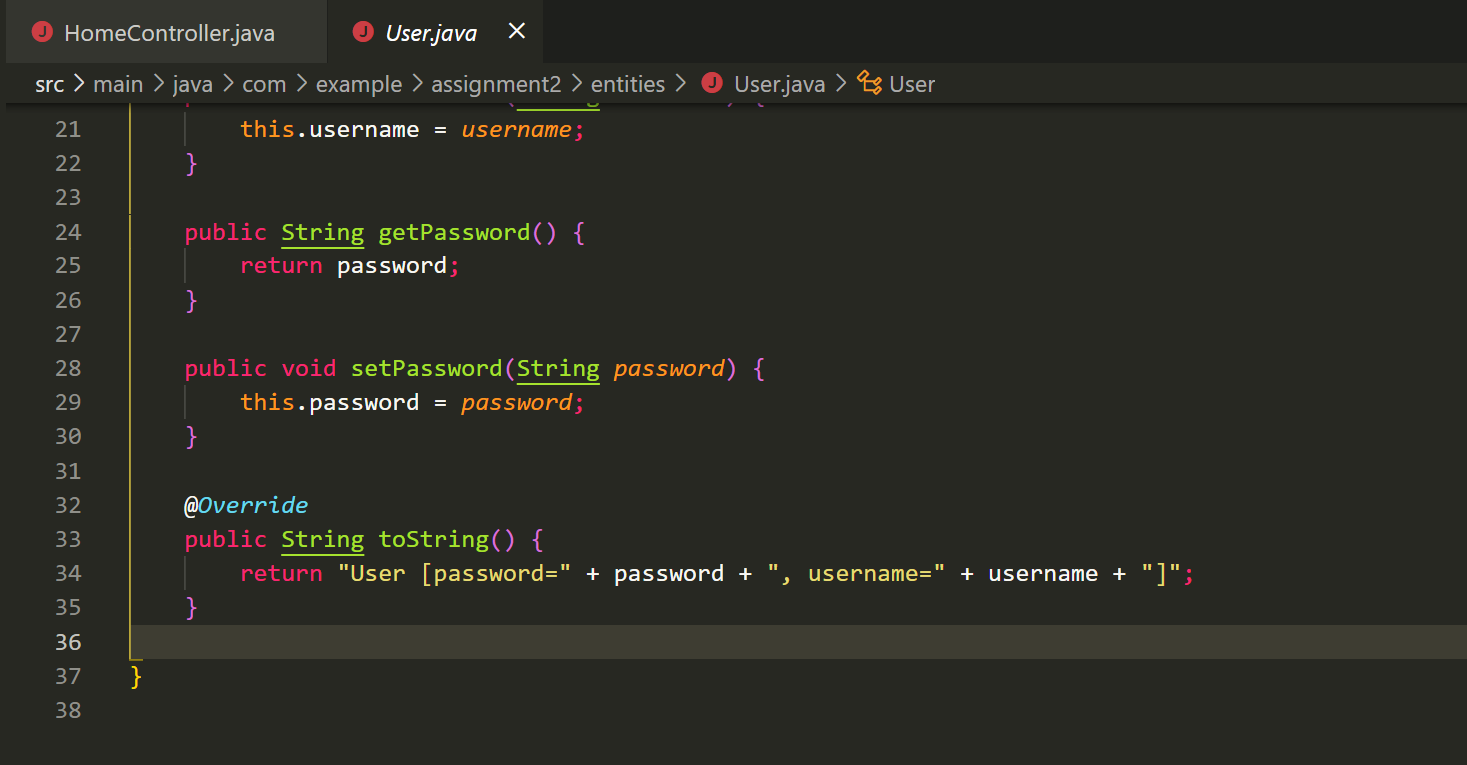 HomeController.java User.java
src > main > java > com > example > assignment2 > entities > User.java > User
21 this.username = username;
22 }
23
24 public String getPassword() {
25 return password;
26 }
27
28 public void setPassword(String password) {
29 this.password = password;
30 }
31
32 @Override
33 public String toString() {
34 return "User [password=" + password + ", username=" + username + "]";
35 }
36
37 }
38